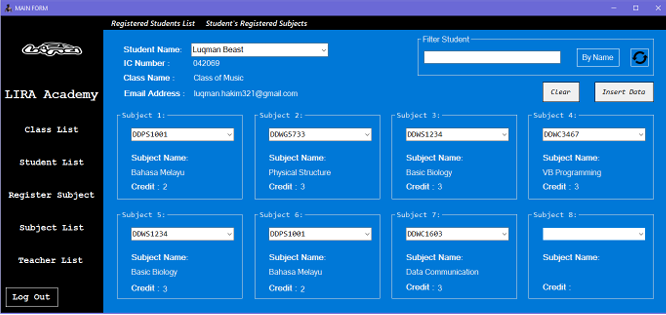 MAIN FORM
Registered Students List Student's Registered Subjects
LIRA Academy
Class List
Student List
Register Subject
Subject List
Teacher List
Log Out
Student Name: Luqman Beast
IC Number : 042069
Class Name : Class of Music
Email Address : luqman.hakim321@gmail.com
Filter Student
By Name
Clear Insert Data
Subject 1:
DDPS1001
Subject Name:
Bahasa Melayu
Credit : 2
Subject 2:
DDWG5733
Subject Name:
Physical Structure
Credit : 3
Subject 3:
DDWS1234
Subject Name:
Basic Biology
Credit : 3
Subject 4:
DDWC3467
Subject Name:
VB Programming
Credit : 3
Subject 5:
DDWS1234
Subject Name:
Basic Biology
Credit : 3
Subject 6:
DDPS1001
Subject Name:
Bahasa Melayu
Credit : 2
Subject 7:
DDWC1603
Subject Name:
Data Communication
Credit : 3
Subject 8:
Subject Name:
Credit :